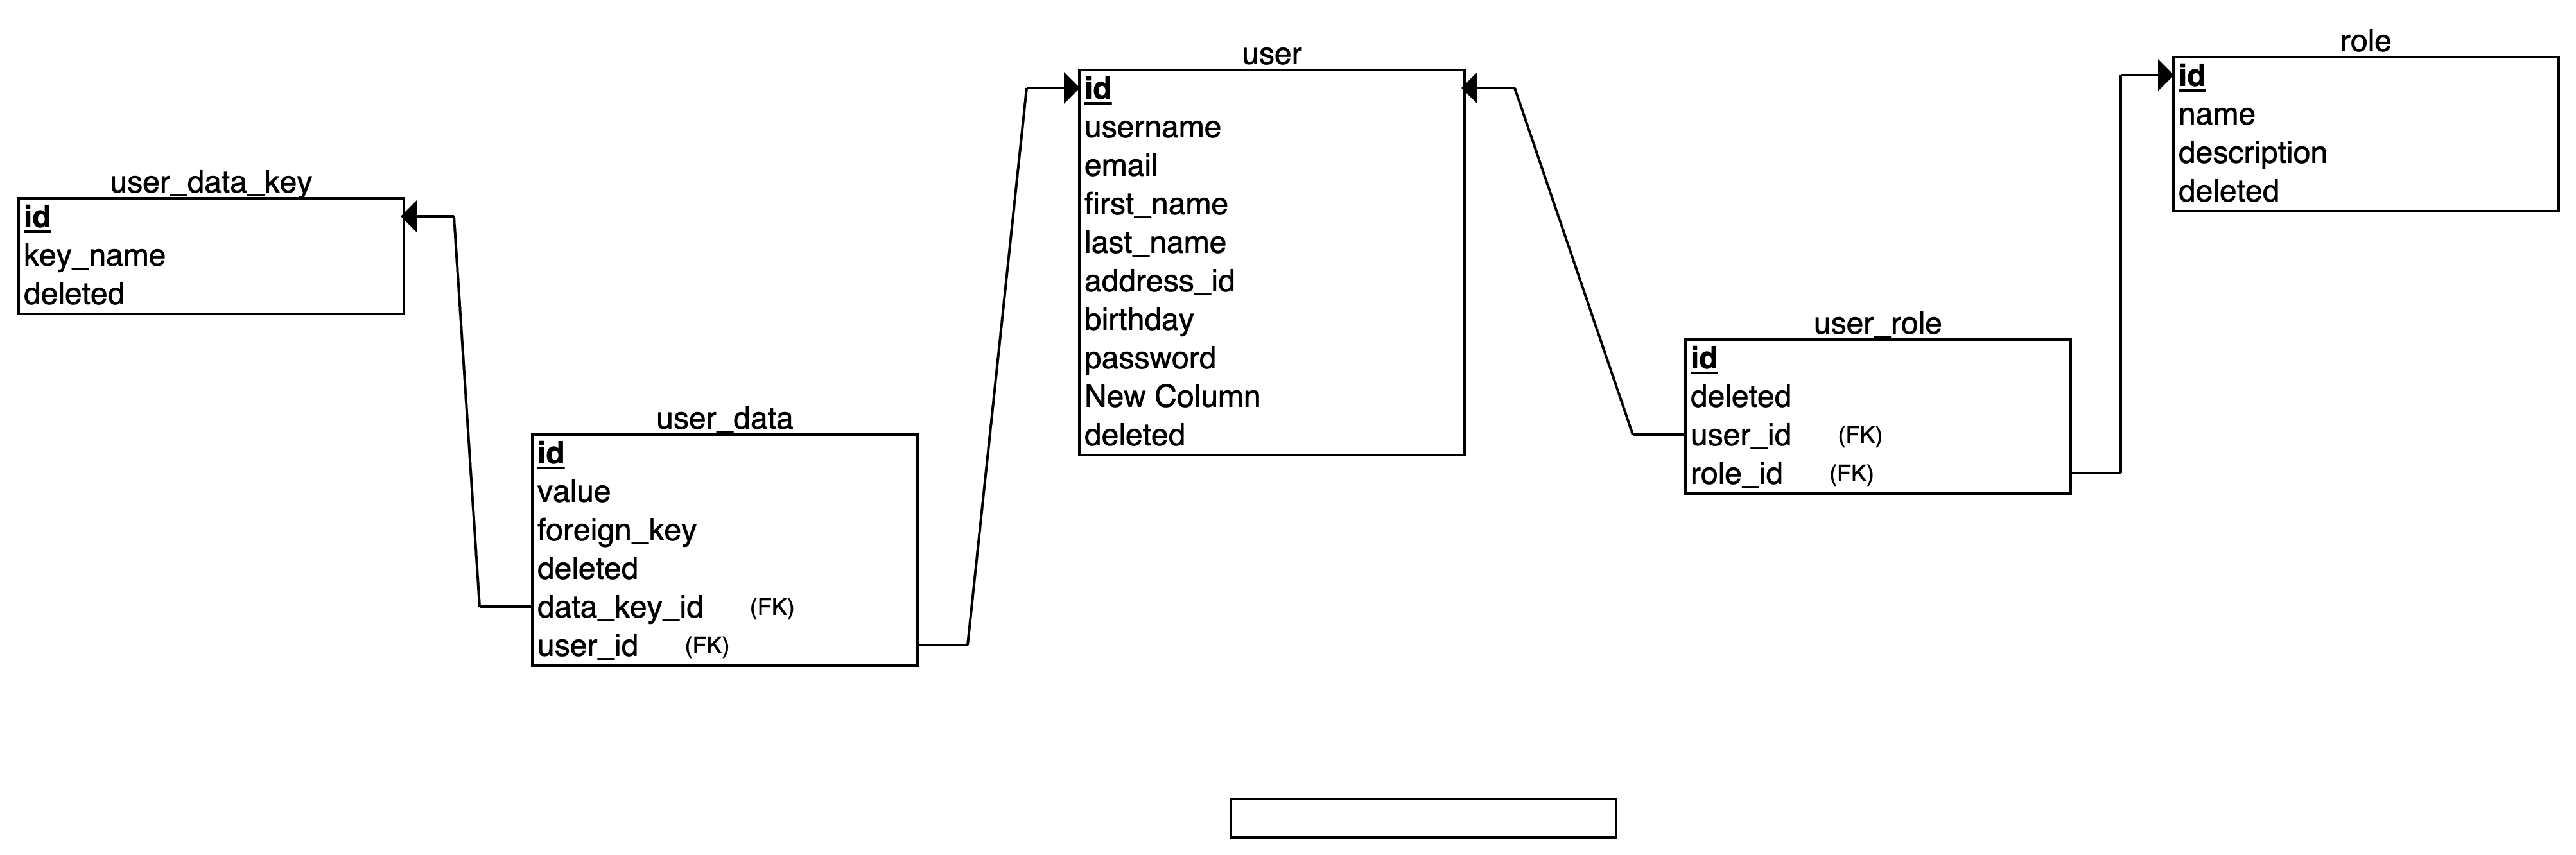 user_data_key
id
key_name
deleted
user_data
id
value
foreign_key
deleted
data_key_id (FK)
user_id (FK)
user
id
username
email
first_name
last_name
address_id
birthday
password
New Column
deleted
user_role
id
deleted
user_id (FK)
role_id (FK)
role
id
name
description
deleted